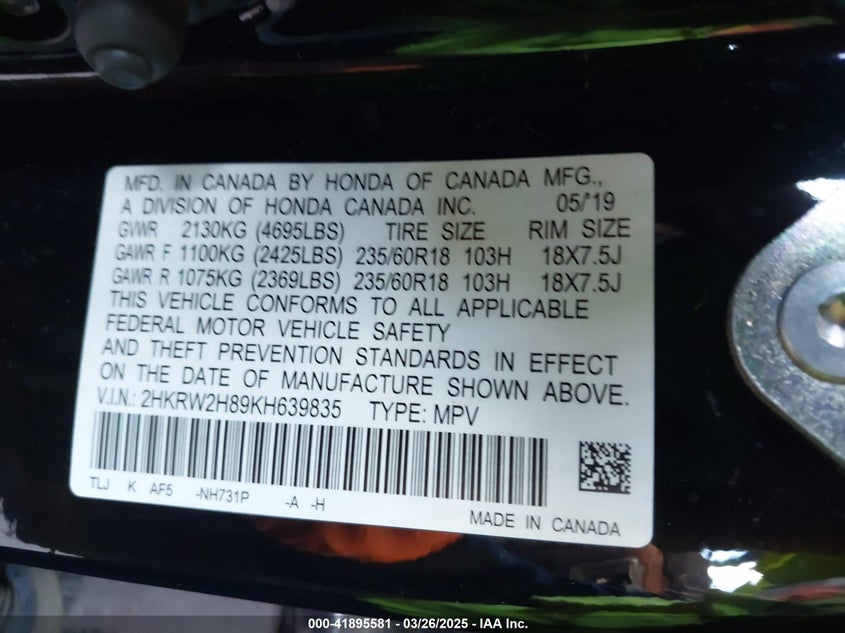 MFD. IN CANADA BY HONDA OF CANADA MFG.,
A DIVISION OF HONDA CANADA INC. 05/'19
GVWR 2130KG (4695LBS) TIRE SIZE RIM SIZE
GAWR F 1100KG (2425LBS) 235/60R18 103H 18X7.5J
GAWR R 1075KG (2369LBS) 235/60R18 103H 18X7.5J
THIS VEHICLE CONFORMS TO ALL APPLICABLE
FEDERAL MOTOR VEHICLE SAFETY
AND THEFT PREVENTION STANDARDS IN EFFECT
ON THE DATE OF MANUFACTURE SHOWN ABOVE.
V.I.N.: 2HKRW2H89KH639835 TYPE: MPV
TLJ K AF5 -NH731P -A -H
MADE IN CANADA
000-41895581 - 03/26/2025 - IAA Inc.